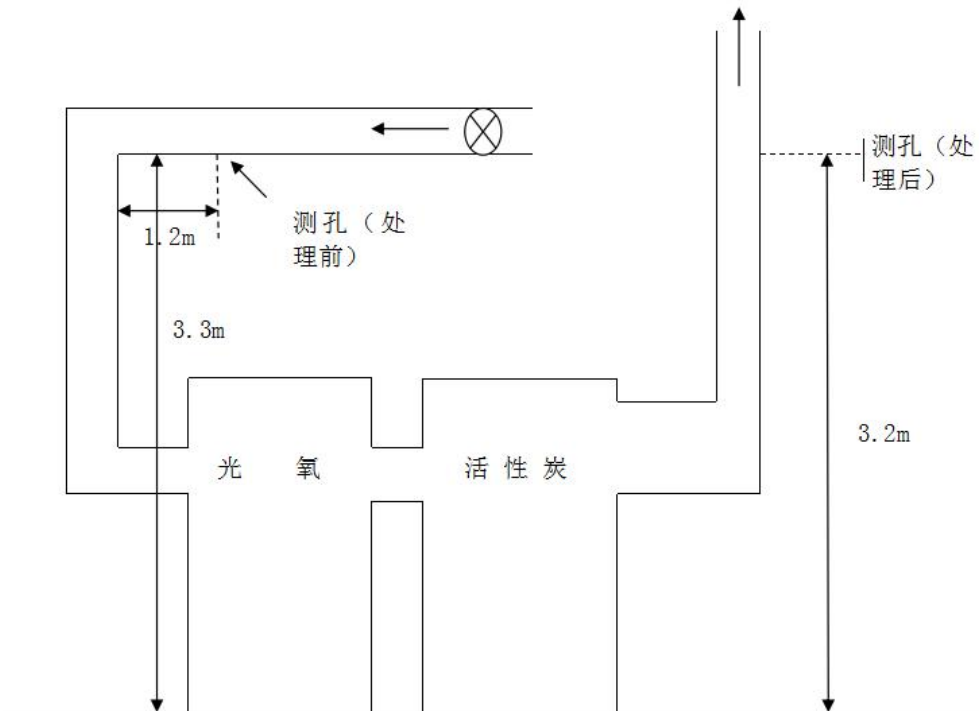 测孔（处
理后）
测孔（处
理前）
1.2m
3.3m
3.2m
光 氧
活性炭